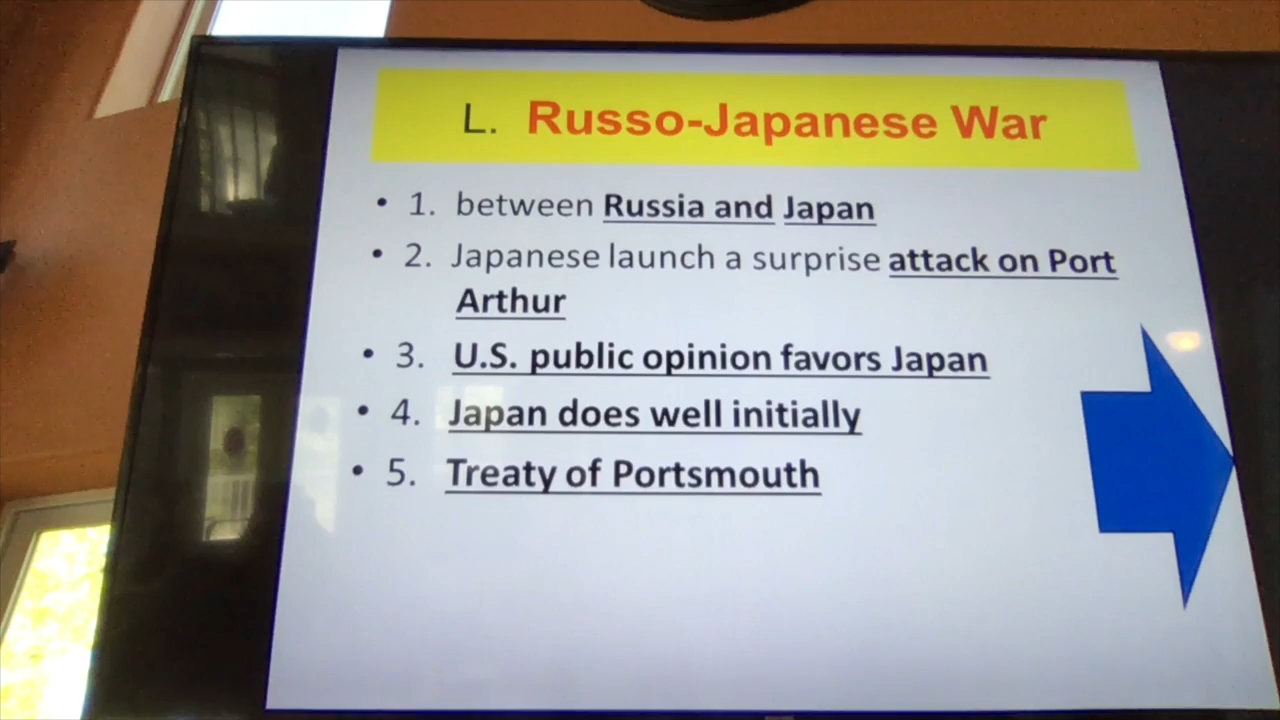 L. Russo-Japanese War
• 1. between Russia and Japan
• 2. Japanese launch a surprise attack on Port
Arthur
• 3. U.S. public opinion favors Japan
• 4. Japan does well initially
• 5. Treaty of Portsmouth